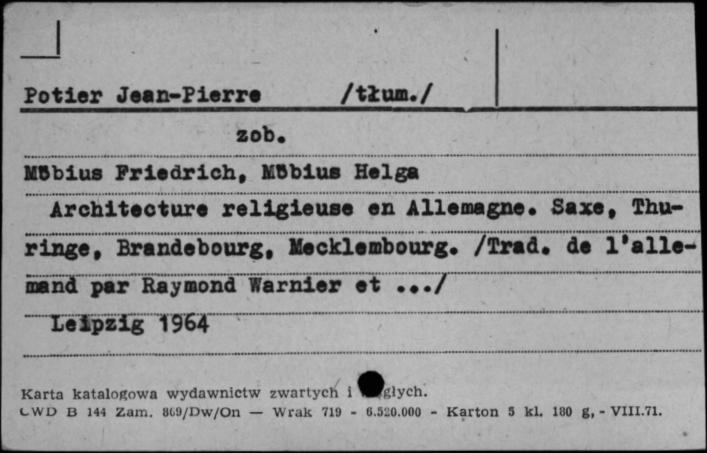 Potier Jean-Pierre /tłum./
zob.
Möbius Friedrich, Möbius Helga
Architecture religieuse en Allemagne. Saxe, Thu-
ringe, Brandebourg, Mecklembourg. /Trad. de l'alle-
mand par Raymond Warnier et .../
Leipzig 1964
Karta katalogowa wydawnictw zwartych i głych.
CWD B 144 Zam. 869/Dw/On — Wrak 719 - 6.520.000 - Karton 5 kl. 180 g, - VIII.71.